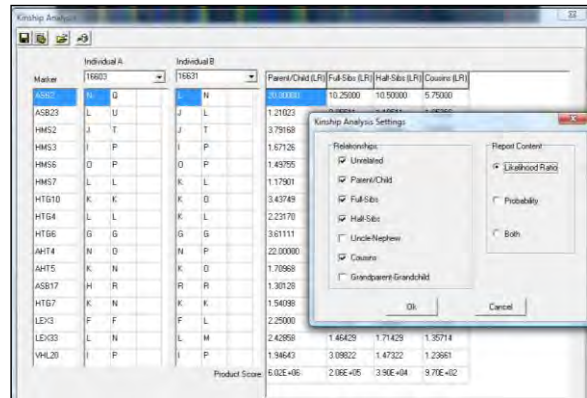 Kinship Analysis
Individual A Individual B
Marker 16603 16631 Parent/Child (LR) Full-Sibs (LR) Half-Sibs (LR) Cousins (LR)
N Q L N 10.25000 10.50000 5.75000
ASB23 L U J L 1.21023
HMS2 J T J T 3.79168
HMS3 I P I P 1.67126
HMS6 O P O P 1.49755
HMS7 L L K L 1.17901
HTG10 K K K O 3.43749
HTG4 L L K L 2.23170
HTG6 G G G G 3.61111
AHT4 N O N P 22.00000
AHT5 K N K O 1.78968
ASB17 H R R R 1.30128
HTG7 K N K K 1.54098
LEX3 F F F L 2.25000
LEX33 L N L M 2.42858 1.46429 1.71429 1.35714
VHL20 I P I P 1.94643 3.09822 1.47322 1.23661
Product Score 6.02E+06 2.06E+05 3.90E+04 9.70E+02
Kinship Analysis Settings
Relationships
Unrelated
Parent/Child
Full-Sibs
Half-Sibs
Uncle-Nephew
Cousins
Grandparent-Grandchild
Report Content
Likelihood Ratio
Probability
Both
Ok Cancel